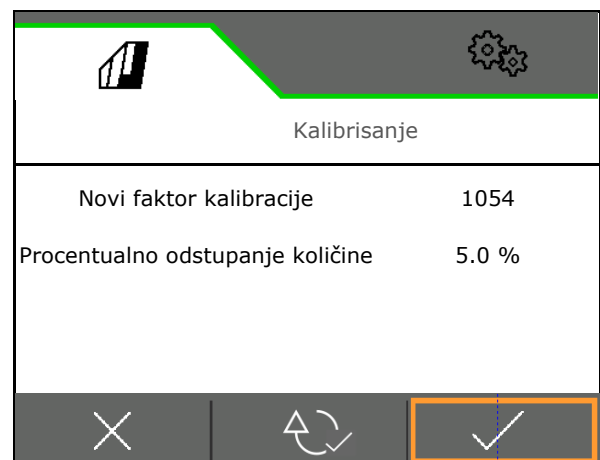 Kalibrisanje
Novi faktor kalibracije 1054
Procentualno odstupanje količine 5.0 %